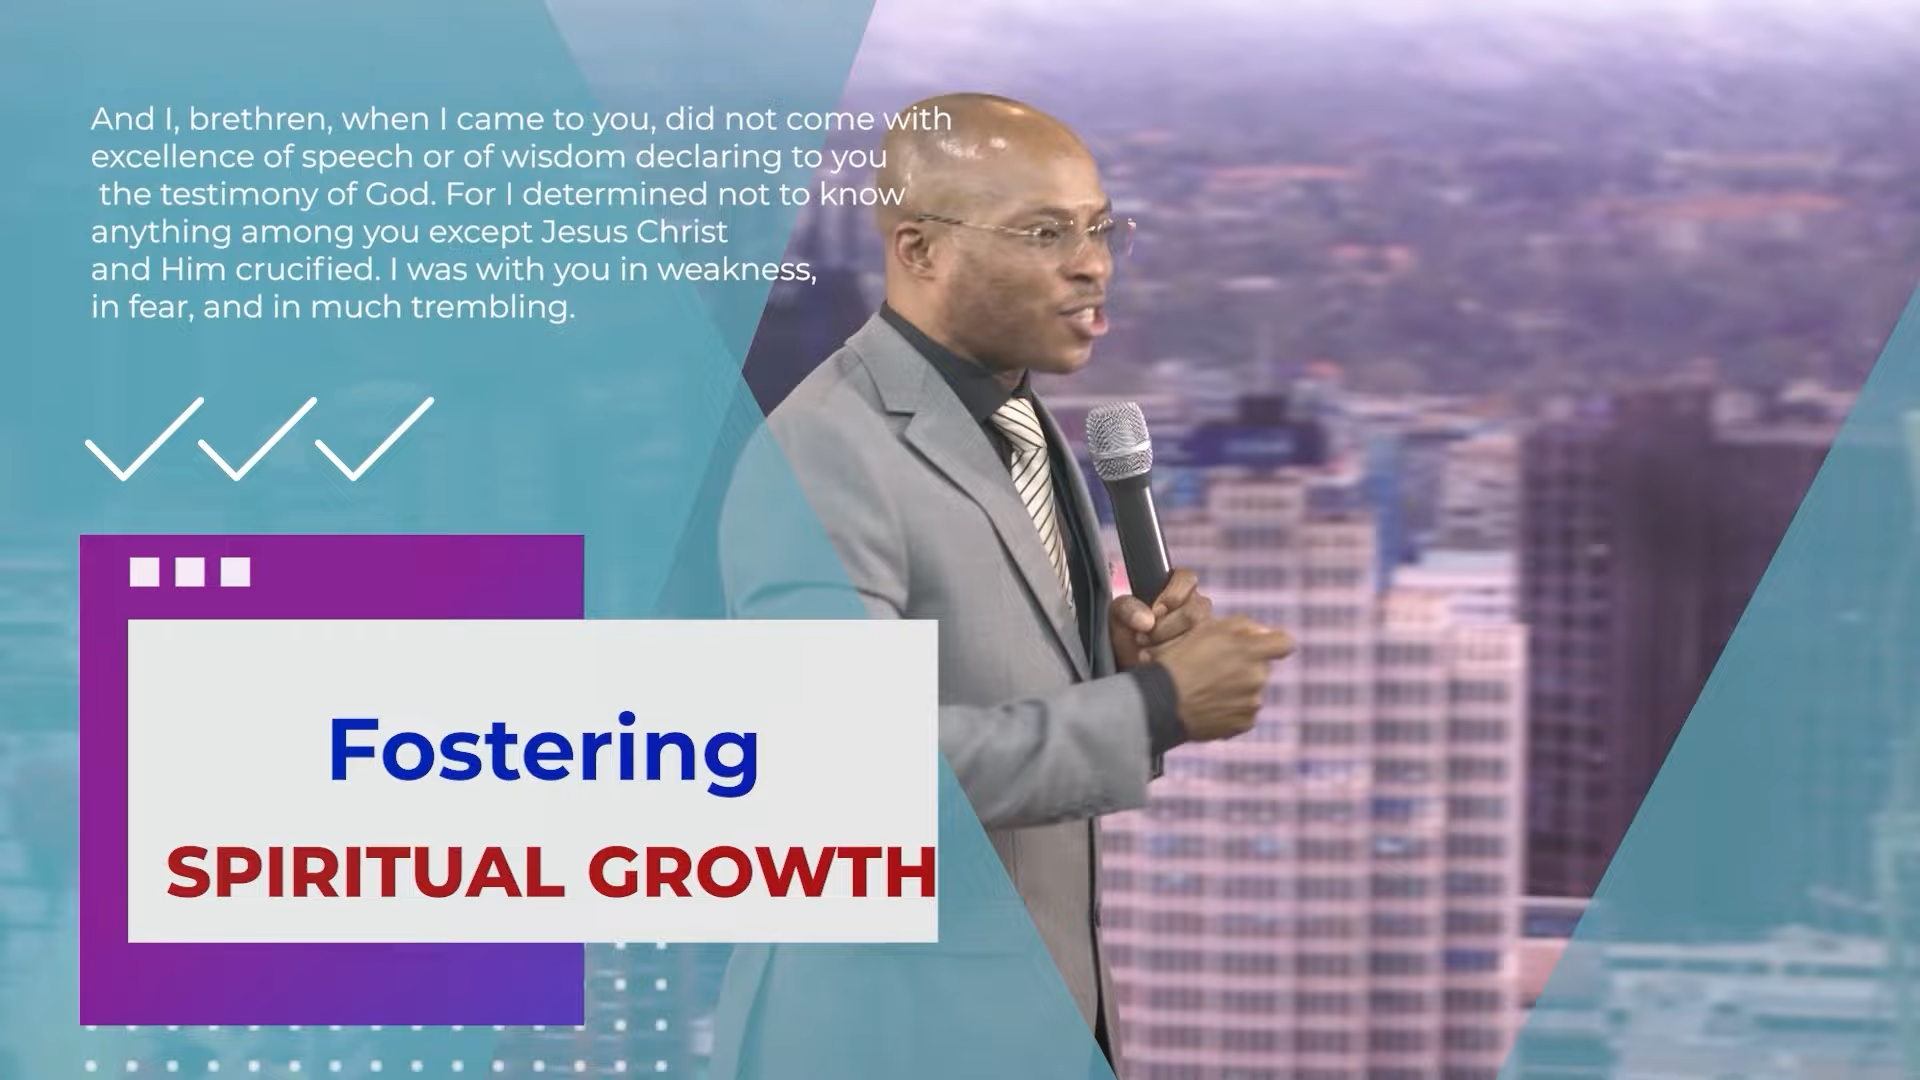 And I, brethren, when I came to you, did not come with
excellence of speech or of wisdom declaring to you
the testimony of God. For I determined not to know
anything among you except Jesus Christ
and Him crucified. I was with you in weakness,
in fear, and in much trembling.
Fostering
SPIRITUAL GROWTH